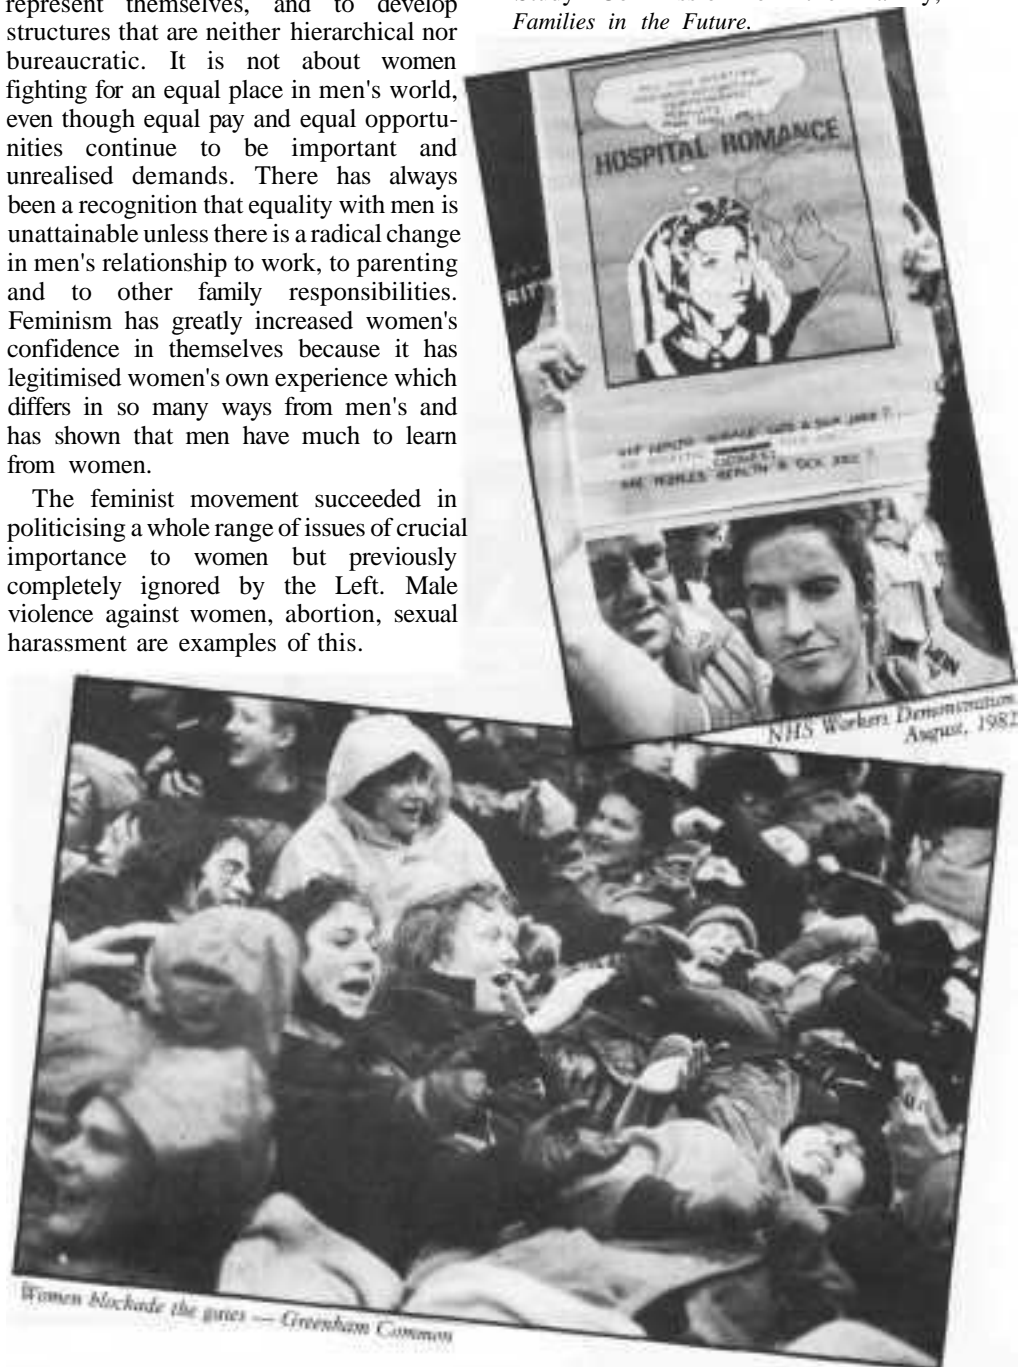 represent themselves, and to develop
structures that are neither hierarchical nor
bureaucratic. It is not about women
fighting for an equal place in men's world,
even though equal pay and equal opportu-
nities continue to be important and
unrealised demands. There has always
been a recognition that equality with men is
unattainable unless there is a radical change
in men's relationship to work, to parenting
and to other family responsibilities.
Feminism has greatly increased women's
confidence in themselves because it has
legitimised women's own experience which
differs in so many ways from men's and
has shown that men have much to learn
from women.
The feminist movement succeeded in
politicising a whole range of issues of crucial
importance to women but previously
completely ignored by the Left. Male
violence against women, abortion, sexual
harassment are examples of this.
Families in the Future.
HOSPITAL ROMANCE
RIT
NHS Workers Demonstration
August, 1982
Women blockade the gates — Greenham Common